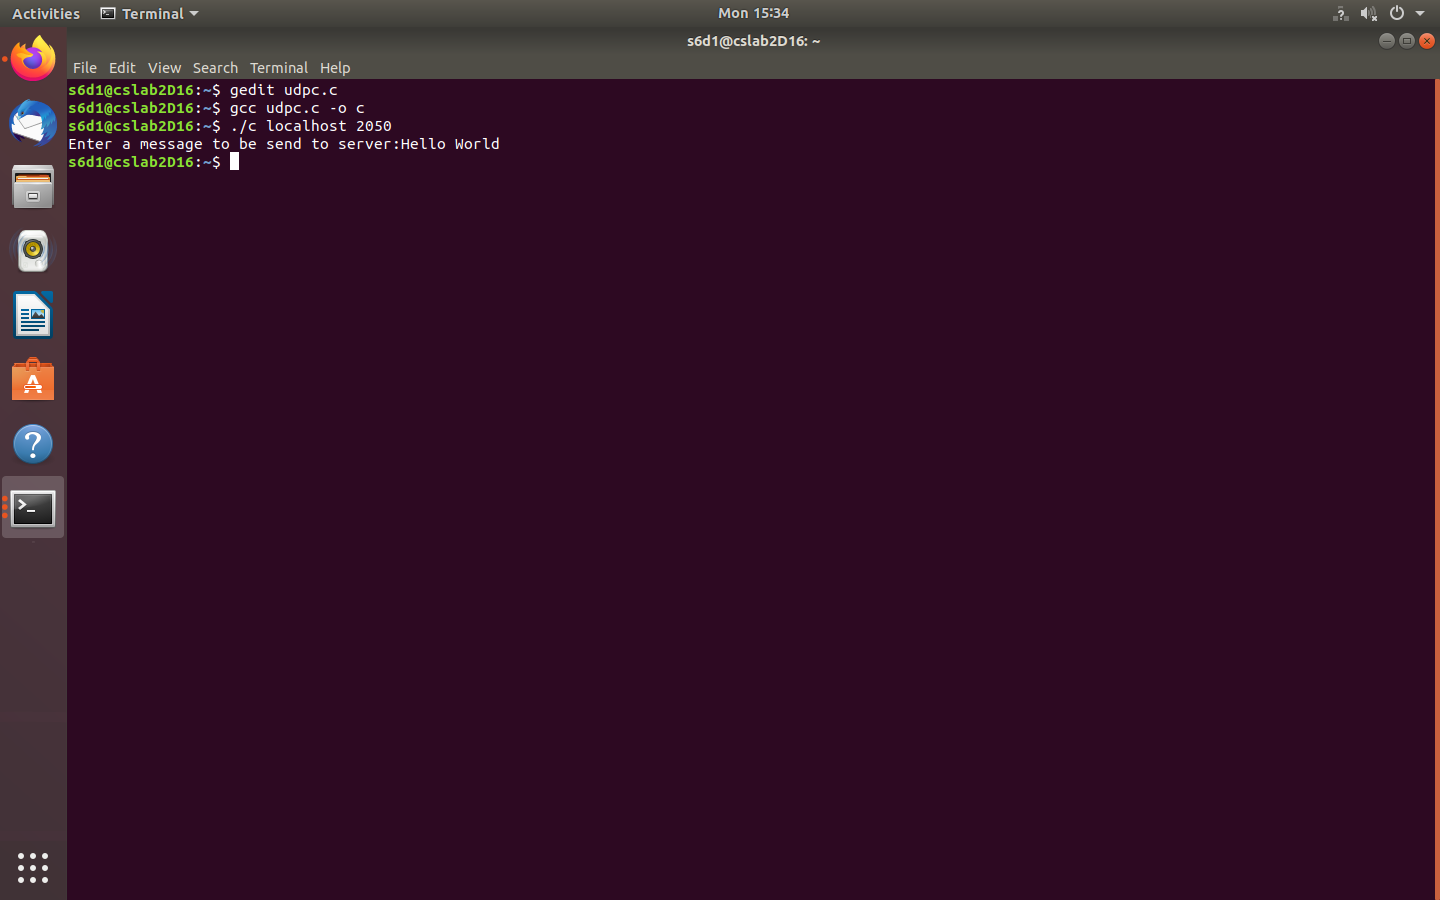 Activities Terminal Mon 15:34
s6d1@cslab2D16: ~
File Edit View Search Terminal Help
s6d1@cslab2D16:~$ gedit udpc.c
s6d1@cslab2D16:~$ gcc udpc.c -o c
s6d1@cslab2D16:~$ ./c localhost 2050
Enter a message to be send to server:Hello World
s6d1@cslab2D16:~$